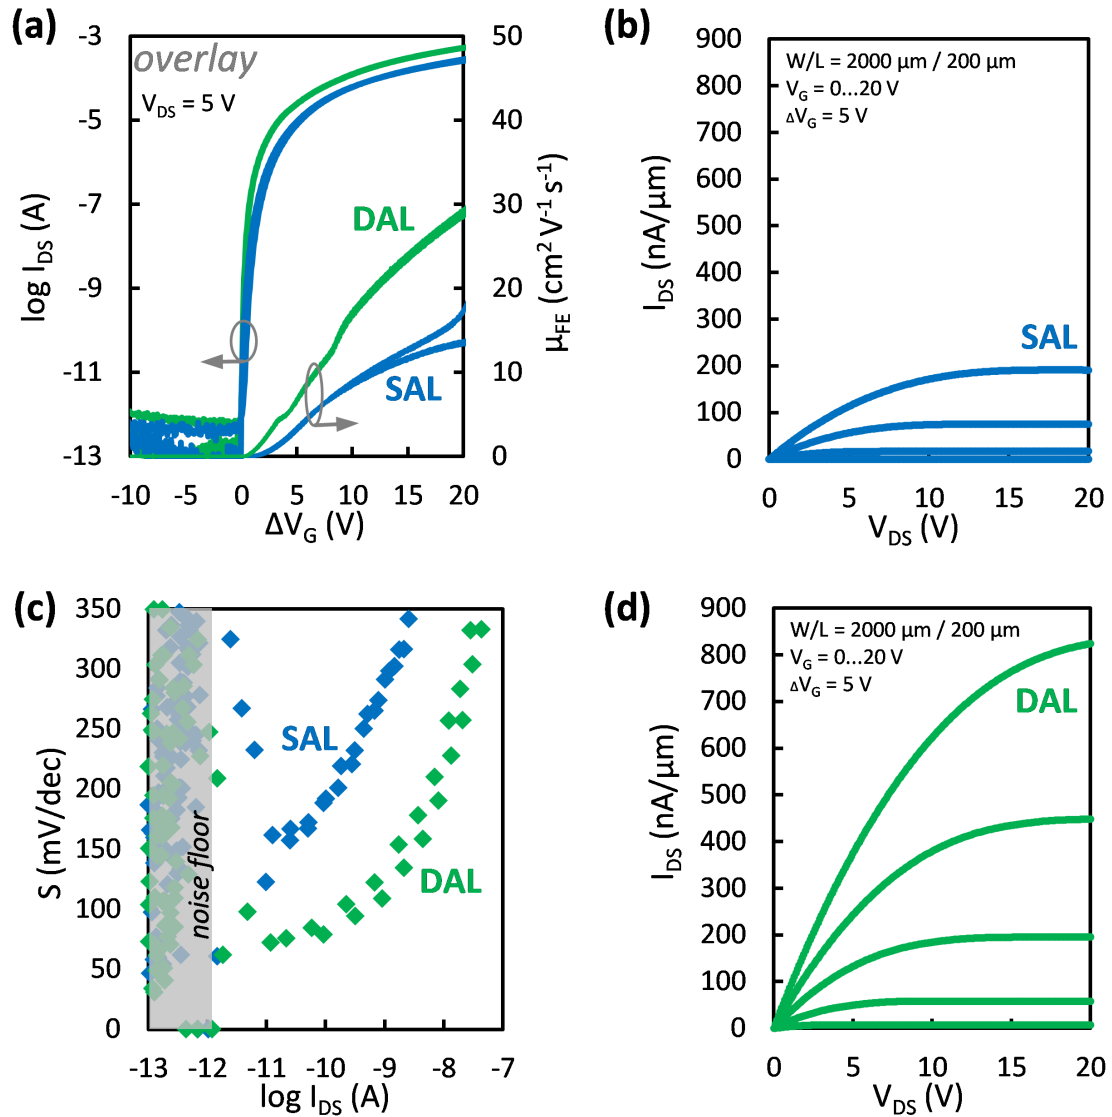 (a)
overlay
V_DS = 5 V
DAL
SAL
log I_DS (A)
-3
-5
-7
-9
-11
-13
50
40
30
20
10
0
μ_FE (cm² V⁻¹ s⁻¹)
-10
-5
0
5
10
15
20
ΔV_G (V)
(b)
W/L = 2000 μm / 200 μm
V_G = 0...20 V
ΔV_G = 5 V
SAL
I_DS (nA/μm)
900
800
700
600
500
400
300
200
100
0
0
5
10
15
20
V_DS (V)
(c)
S (mV/dec)
350
300
250
200
150
100
50
0
SAL
DAL
noise floor
-13
-12
-11
-10
-9
-8
-7
log I_DS (A)
(d)
W/L = 2000 μm / 200 μm
V_G = 0...20 V
ΔV_G = 5 V
DAL
I_DS (nA/μm)
900
800
700
600
500
400
300
200
100
0
0
5
10
15
20
V_DS (V)